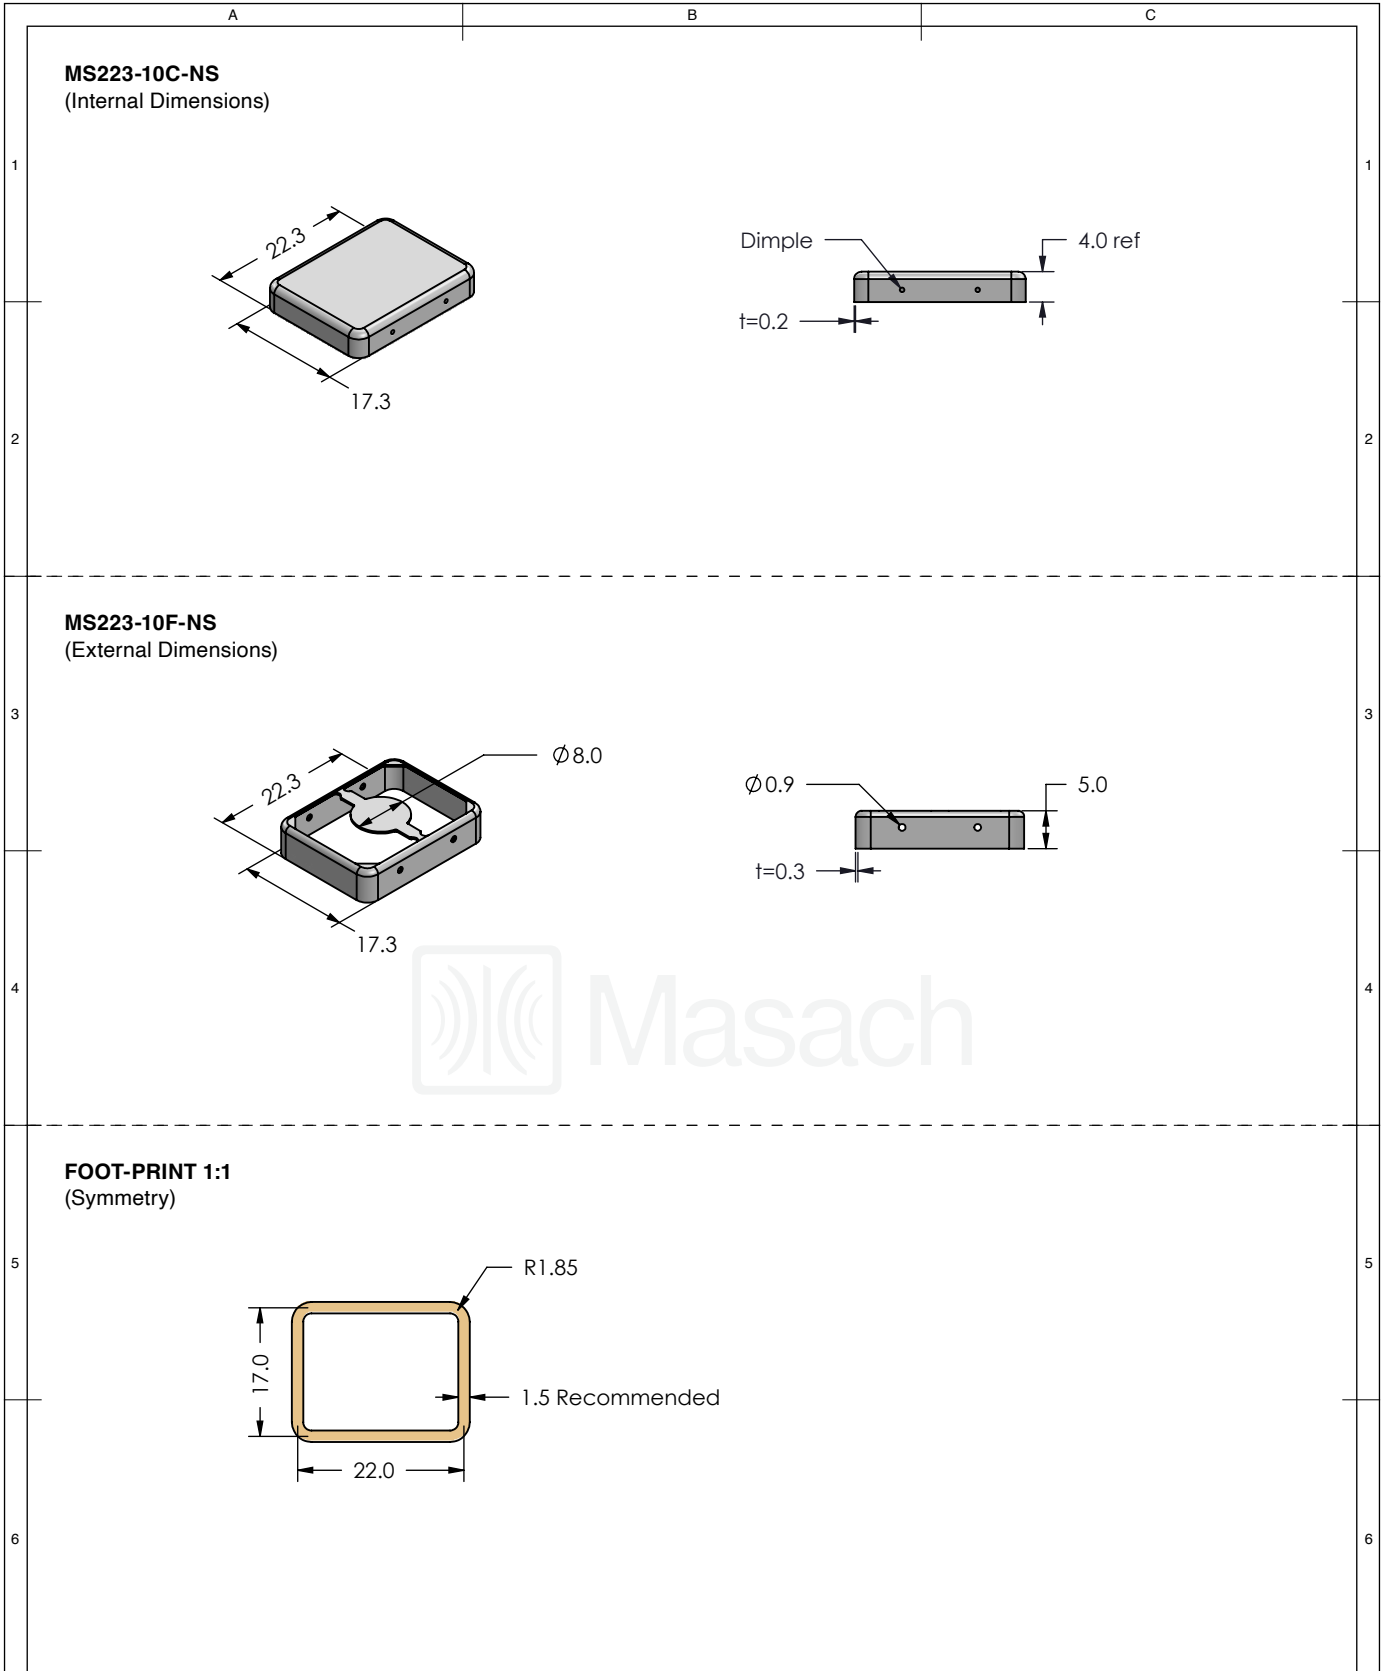 A B C
MS223-10C-NS
(Internal Dimensions)
1 1
22.3
17.3
Dimple
4.0 ref
t=0.2
2 2
MS223-10F-NS
(External Dimensions)
3 3
22.3
Ø8.0
17.3
Ø0.9
5.0
t=0.3
Masach
4 4
FOOT-PRINT 1:1
(Symmetry)
5 5
R1.85
17.0
1.5 Recommended
22.0
6 6